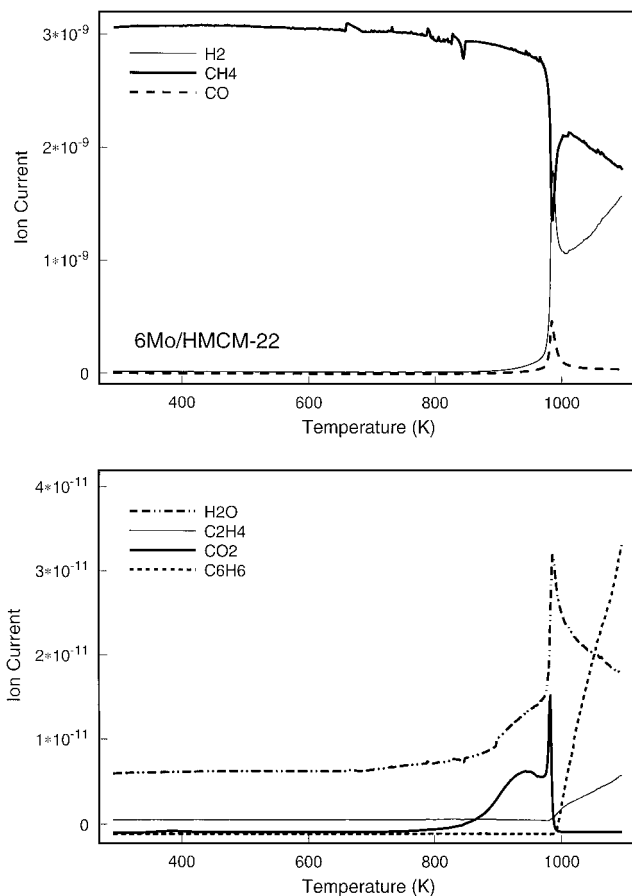 3*10-9
H2
CH4
CO
2*10-9
Ion Current
1*10-9
6Mo/HMCM-22
0
400 600 800 1000
Temperature (K)
4*10-11
H2O
C2H4
CO2
C6H6
3*10-11
Ion Current
2*10-11
1*10-11
0
400 600 800 1000
Temperature (K)